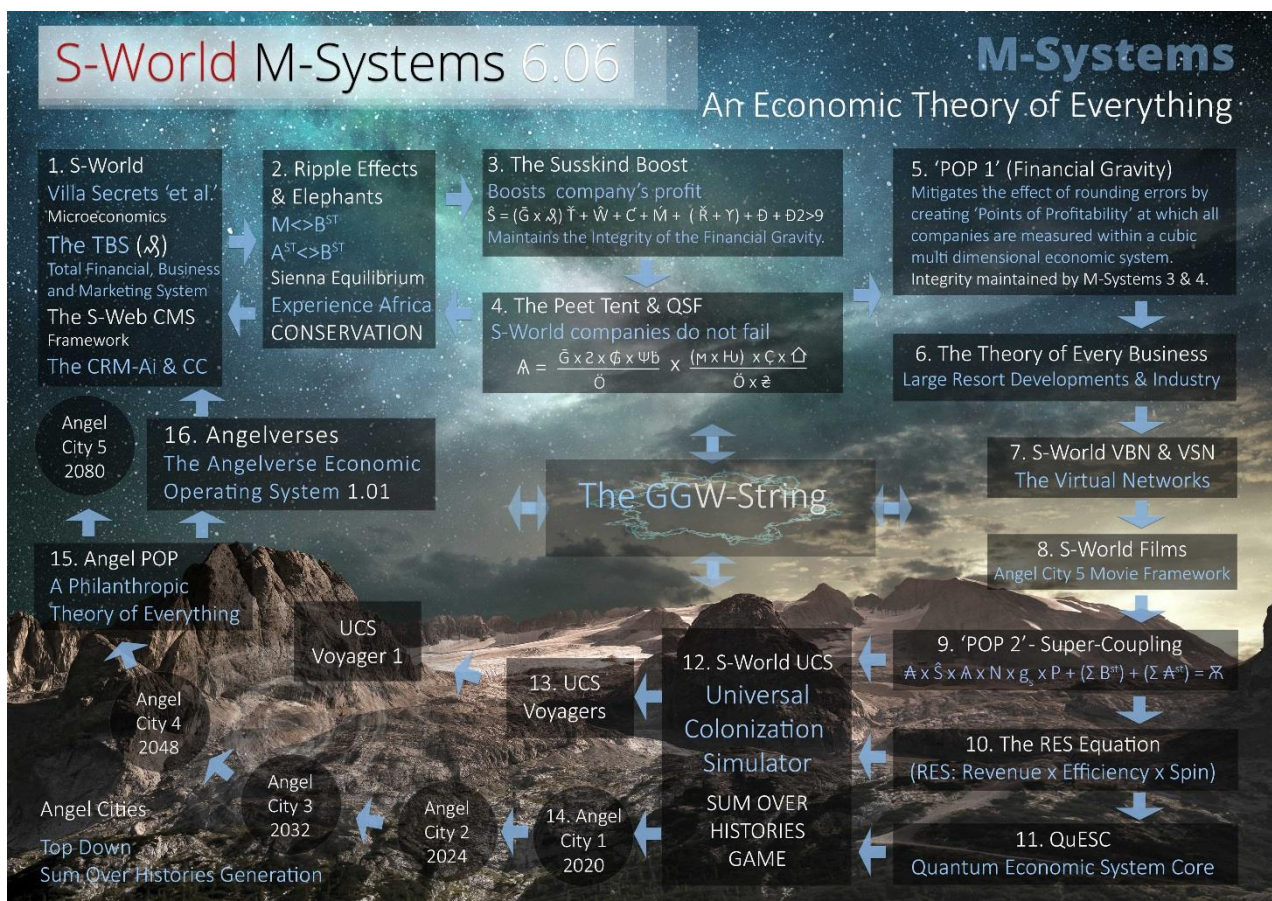 S-World M-Systems 6.06
M-Systems
An Economic Theory of Everything
1. S-World
Villa Secrets ‘et al.’
Microeconomics
The TBS (
Total Financial, Business
and Marketing System
The S-Web CMS
Framework
The CRM-Ai & CC
2. Ripple Effects
& Elephants
M<>Bˢᵀ
Aˢᵀ<>Bˢᵀ
Sienna Equilibrium
Experience Africa
CONSERVATION
3. The Susskind Boost
Boosts company’s profit
Maintains the Integrity of the Financial Gravity.
4. The Peet Tent & QSF
S-World companies do not fail
5. ‘POP 1’ (Financial Gravity)
Mitigates the effect of rounding errors by
creating ‘Points of Profitability’ at which all
companies are measured within a cubic
multi dimensional economic system.
Integrity maintained by M-Systems 3 & 4.
6. The Theory of Every Business
Large Resort Developments & Industry
7. S-World VBN & VSN
The Virtual Networks
8. S-World Films
Angel City 5 Movie Framework
9. ‘POP 2’ - Super-Coupling
10. The RES Equation
(RES: Revenue x Efficiency x Spin)
11. QuESC
Quantum Economic System Core
The GGW-String
12. S-World UCS
Universal
Colonization
Simulator
SUM OVER
HISTORIES
GAME
13. UCS
Voyagers
UCS
Voyager 1
14. Angel
City 1
2020
Angel
City 2
2024
Angel
City 3
2032
Angel
City 4
2048
Angel Cities
Top Down
Sum Over Histories Generation
15. Angel POP
A Philanthropic
Theory of Everything
16. Angelverses
The Angelverse Economic
Operating System 1.01
Angel
City 5
2080